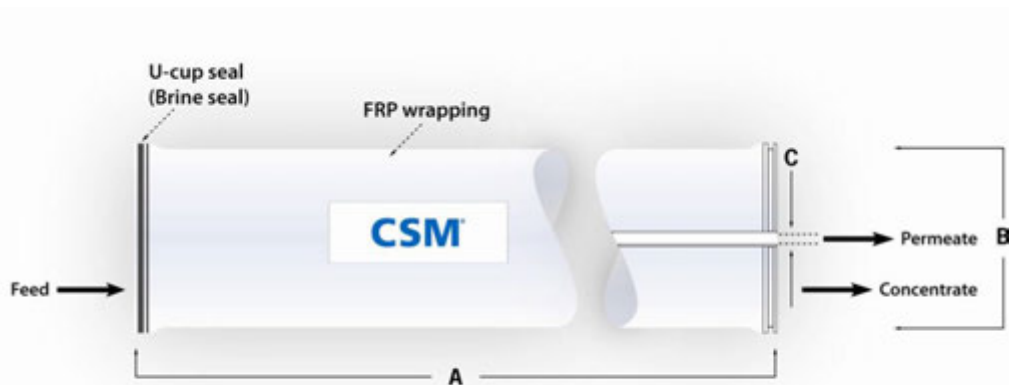 U-cup seal
(Brine seal)
FRP wrapping
C
CSM®
Permeate
B
Feed
Concentrate
A